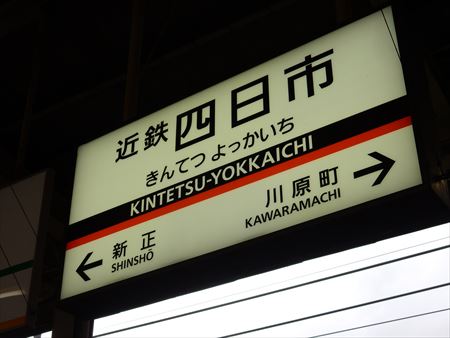 近鉄四日市
きんてつ よっかいち
KINTETSU-YOKKAICHI
川原町 →
KAWARAMACHI
← 新正
SHINSHŌ